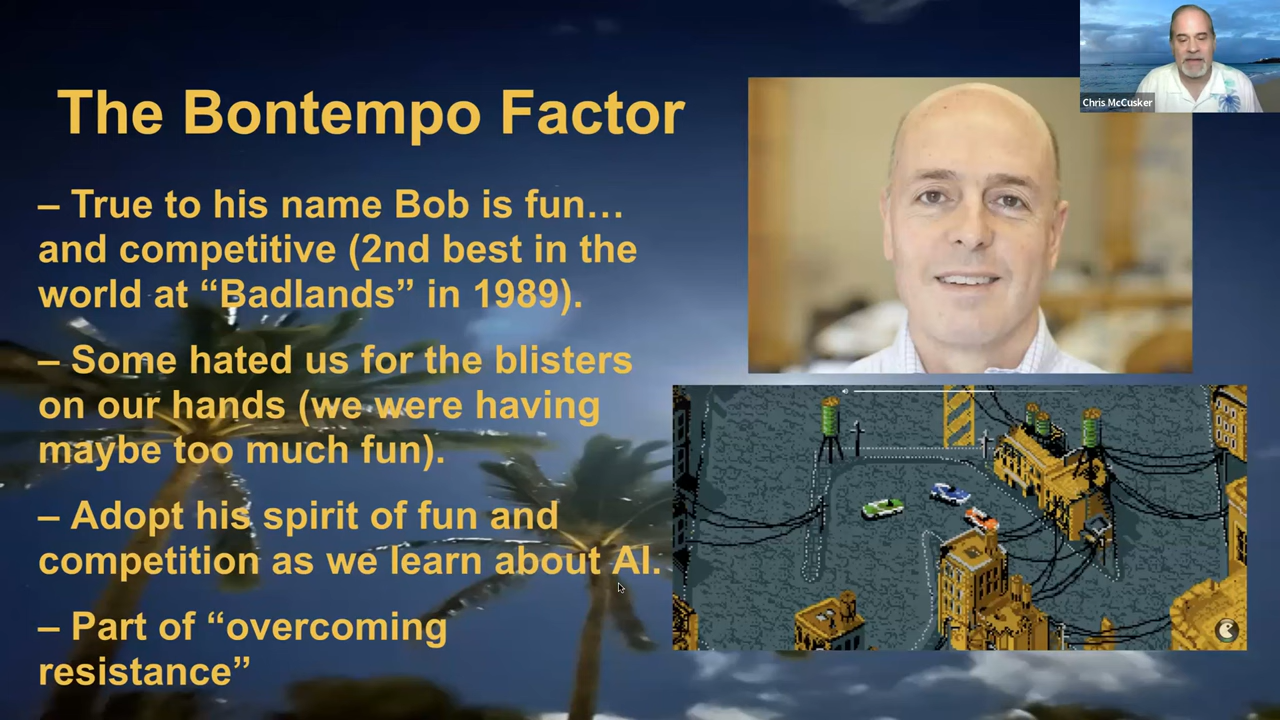 Chris McCusker
The Bontempo Factor
– True to his name Bob is fun…
and competitive (2nd best in the
world at “Badlands” in 1989).
– Some hated us for the blisters
on our hands (we were having
maybe too much fun).
– Adopt his spirit of fun and
competition as we learn about AI.
– Part of “overcoming
resistance”